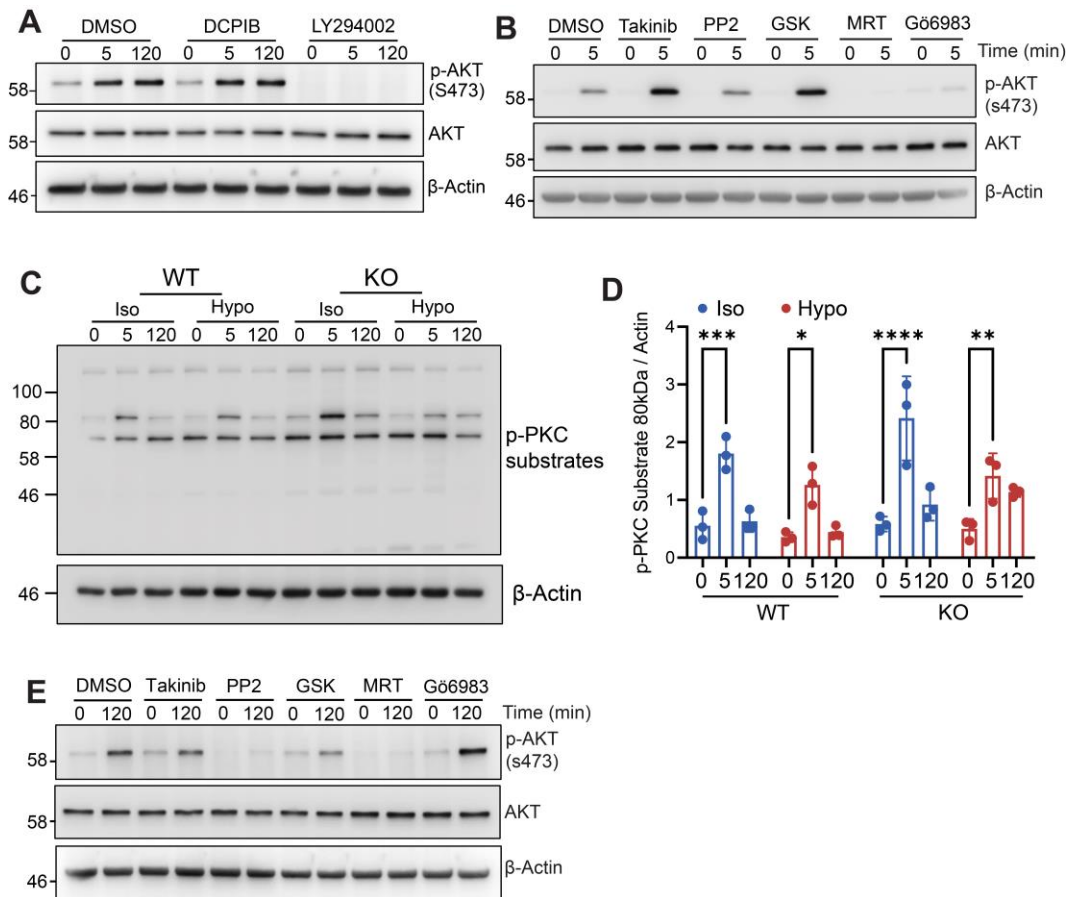 A
DMSO DCPIB LY294002
0 5 120 0 5 120 0 5 120
58 p-AKT
(S473)
58 AKT
46 β-Actin
B
DMSO Takinib PP2 GSK MRT Gö6983
0 5 0 5 0 5 0 5 0 5 0 5 Time (min)
58 p-AKT
(s473)
58 AKT
46 β-Actin
C
WT KO
Iso Hypo Iso Hypo
0 5 120 0 5 120 0 5 120 0 5 120
100
80
p-PKC
substrates
58
46
46 β-Actin
D
Iso Hypo
p-PKC Substrate 80kDa / Actin
4
3
2
1
0
*** * **** **
0 5 120 0 5 120 0 5 120 0 5 120
WT KO
E
DMSO Takinib PP2 GSK MRT Gö6983
0 120 0 120 0 120 0 120 0 120 0 120 Time (min)
58 p-AKT
(s473)
58 AKT
46 β-Actin